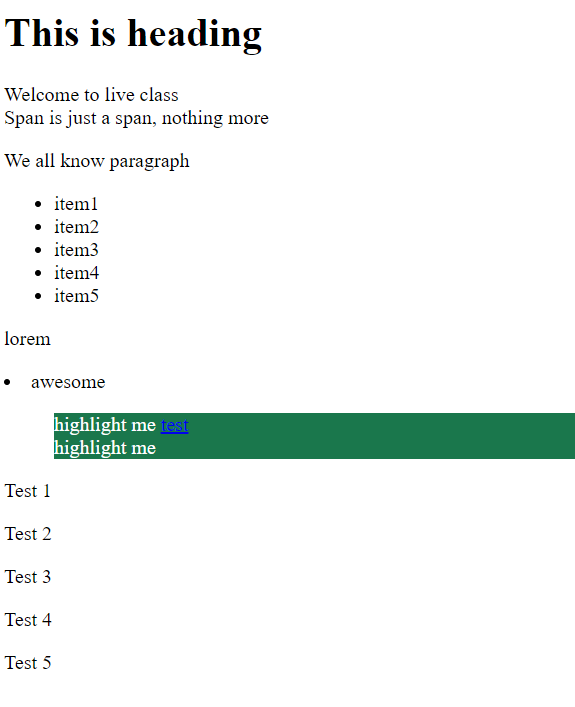 This is heading
Welcome to live class
Span is just a span, nothing more
We all know paragraph
item1
item2
item3
item4
item5
lorem
awesome
highlight me test
highlight me
Test 1
Test 2
Test 3
Test 4
Test 5